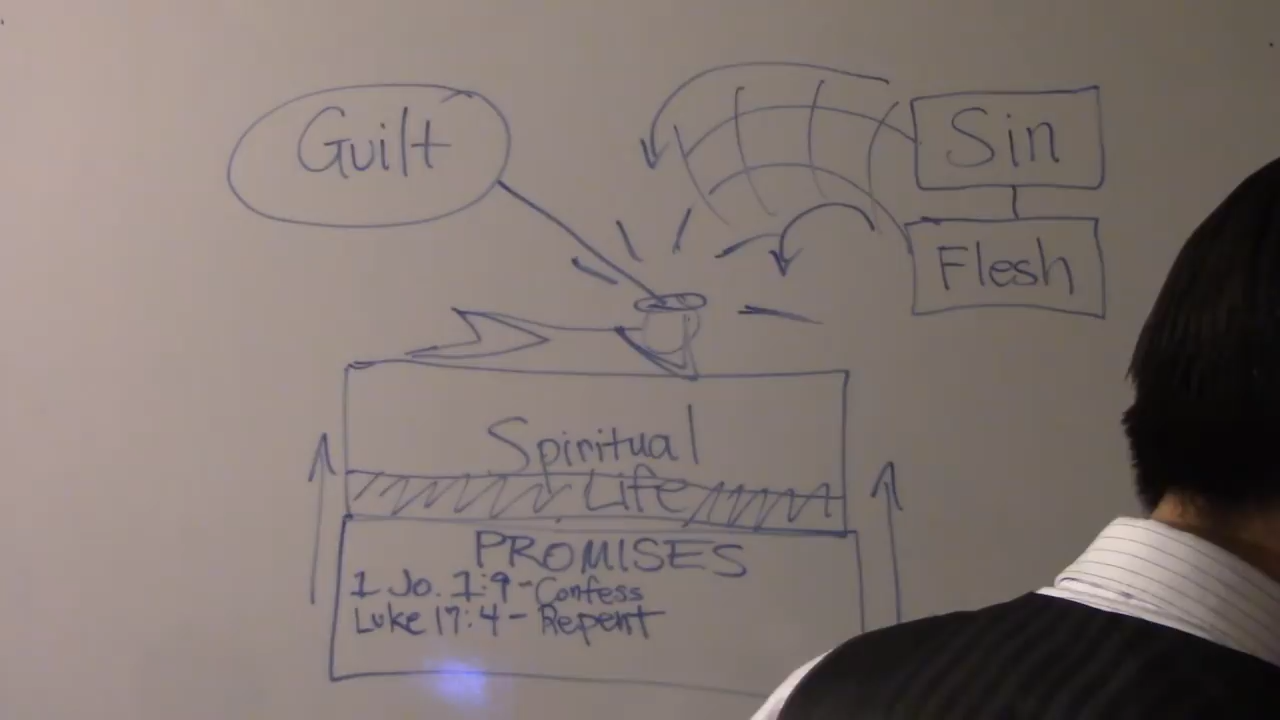 Guilt
Sin
Flesh
Spiritual
Life
PROMISES
1 Jo. 1:9 - Confess
Luke 17:4 - Repent